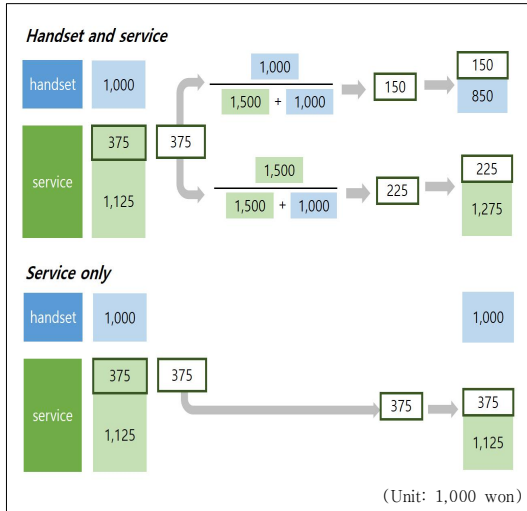 Handset and service
handset 1,000
1,000
1,500 + 1,000
150
150
850
service
375
375
1,125
1,500
1,500 + 1,000
225
225
1,275
Service only
handset 1,000
1,000
service
375
375
1,125
375
375
1,125
(Unit: 1,000 won)